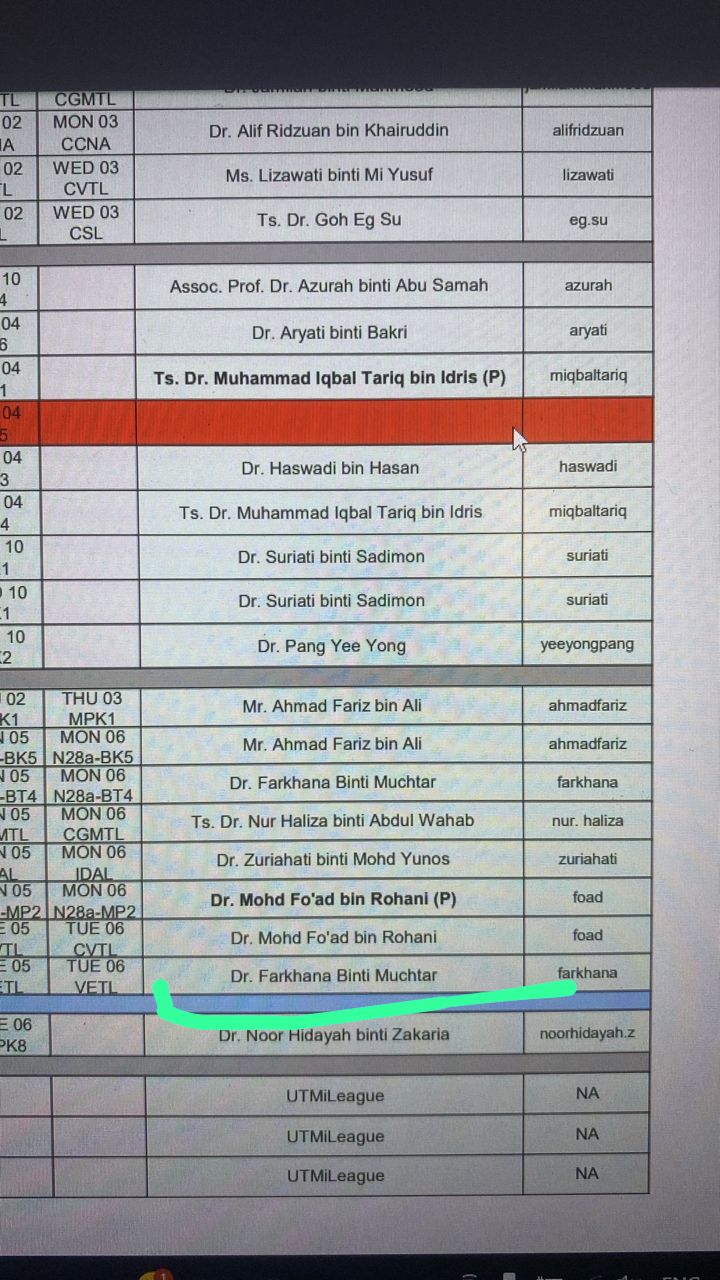 TL CGMTL
02 MON 03 Dr. Alif Ridzuan bin Khairuddin alifridzuan
CCNA
02 WED 03 Ms. Lizawati binti Mi Yusuf lizawati
CVTL
02 WED 03 Ts. Dr. Goh Eg Su eg.su
L CSL
10 Assoc. Prof. Dr. Azurah binti Abu Samah azurah
4
04 Dr. Aryati binti Bakri aryati
6
04 Ts. Dr. Muhammad Iqbal Tariq bin Idris (P) miqbaltariq
1
04
5
04 Dr. Haswadi bin Hasan haswadi
3
04 Ts. Dr. Muhammad Iqbal Tariq bin Idris miqbaltariq
4
10 Dr. Suriati binti Sadimon suriati
1
10 Dr. Suriati binti Sadimon suriati
1
10 Dr. Pang Yee Yong yeeyongpang
2
02 THU 03 Mr. Ahmad Fariz bin Ali ahmadfariz
K1 MPK1
05 MON 06 Mr. Ahmad Fariz bin Ali ahmadfariz
-BK5 N28a-BK5
05 MON 06 Dr. Farkhana Binti Muchtar farkhana
-BT4 N28a-BT4
05 MON 06 Ts. Dr. Nur Haliza binti Abdul Wahab nur. haliza
MTL CGMTL
05 MON 06 Dr. Zuriahati binti Mohd Yunos zuriahati
AL IDAL
05 MON 06 Dr. Mohd Fo'ad bin Rohani (P) foad
-MP2 N28a-MP2
E 05 TUE 06 Dr. Mohd Fo'ad bin Rohani foad
TL CVTL
E 05 TUE 06 Dr. Farkhana Binti Muchtar farkhana
ETL VETL
E 06 Dr. Noor Hidayah binti Zakaria noorhidayah.z
PK8
UTMiLeague NA
UTMiLeague NA
UTMiLeague NA